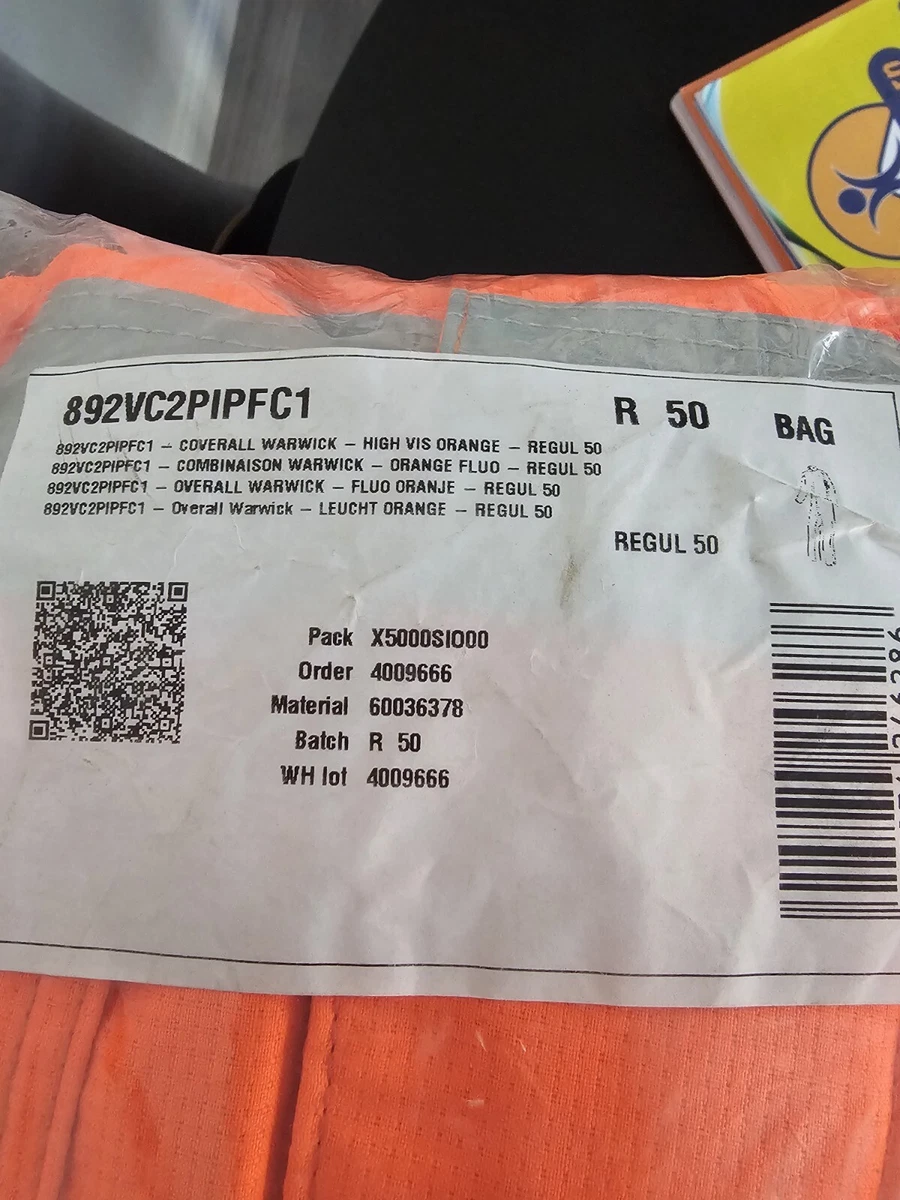 892VC2PIPFC1
R 50
BAG
892VC2PIPFC1 – COVERALL WARWICK – HIGH VIS ORANGE – REGUL 50
892VC2PIPFC1 – COMBINAISON WARWICK – ORANGE FLUO – REGUL 50
892VC2PIPFC1 – OVERALL WARWICK – FLUO ORANJE – REGUL 50
892VC2PIPFC1 – Overall Warwick – LEUCHT ORANGE – REGUL 50
REGUL 50
Pack X5000SI000
Order 4009666
Material 60036378
Batch R 50
WH lot 4009666